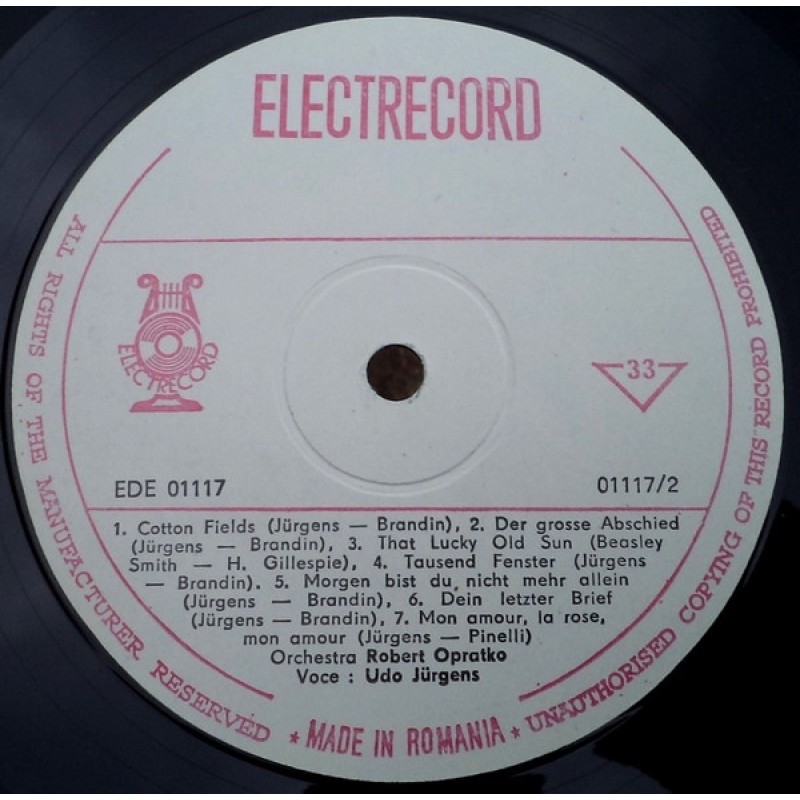 ELECTRECORD
ELECTRECORD
33
EDE 01117
01117/2
1. Cotton Fields (Jürgens — Brandin), 2. Der grosse Abschied
(Jürgens — Brandin), 3. That Lucky Old Sun (Beasley
Smith — H. Gillespie), 4. Tausend Fenster (Jürgens
— Brandin). 5. Morgen bist du nicht mehr allein
(Jürgens — Brandin), 6. Dein letzter Brief
(Jürgens — Brandin), 7. Mon amour, la rose,
mon amour (Jürgens — Pinelli)
Orchestra Robert Opratko
Voce : Udo Jürgens
ALL RIGHTS OF THE MANUFACTURER RESERVED * MADE IN ROMANIA * UNAUTHORISED COPYING OF THIS RECORD PROHIBITED